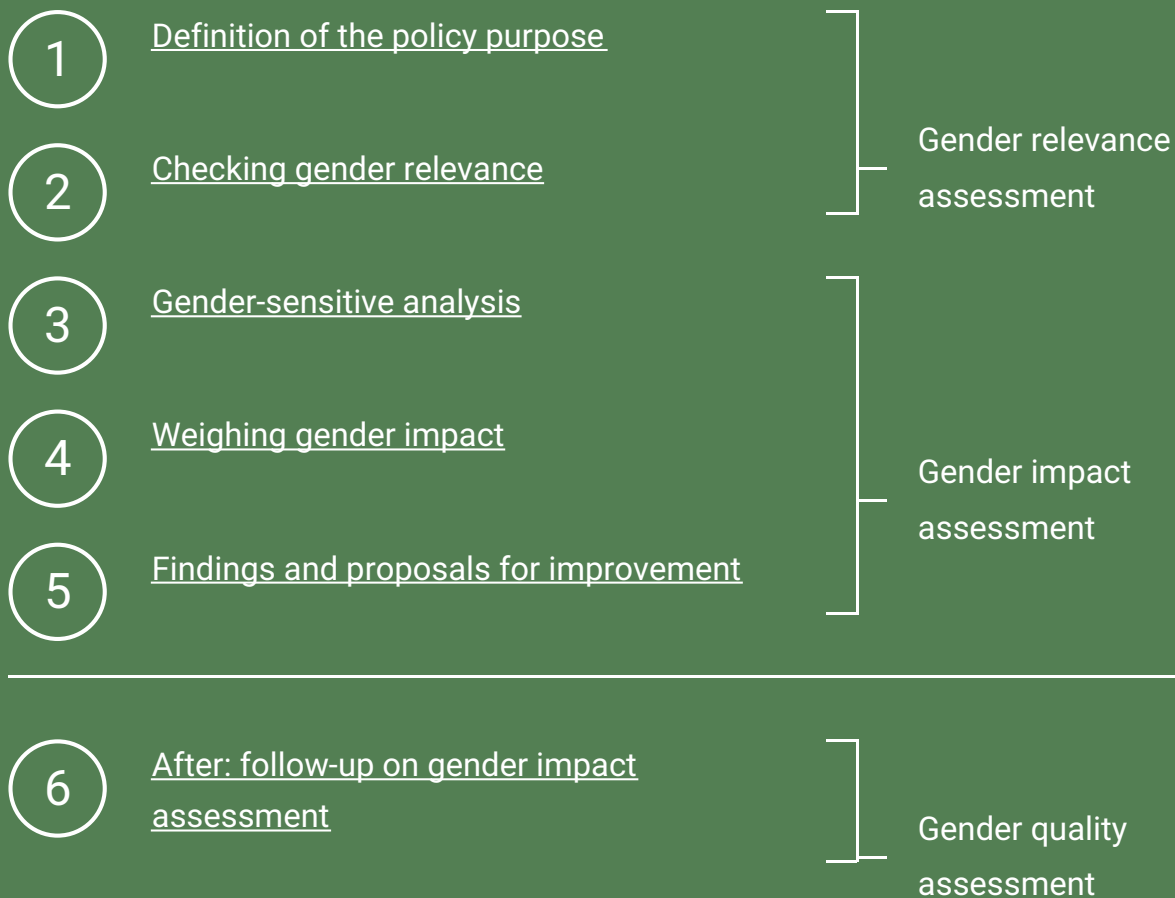 1
Definition of the policy purpose
2
Checking gender relevance
Gender relevance
assessment
3
Gender-sensitive analysis
4
Weighing gender impact
5
Findings and proposals for improvement
Gender impact
assessment
6
After: follow-up on gender impact
assessment
Gender quality
assessment